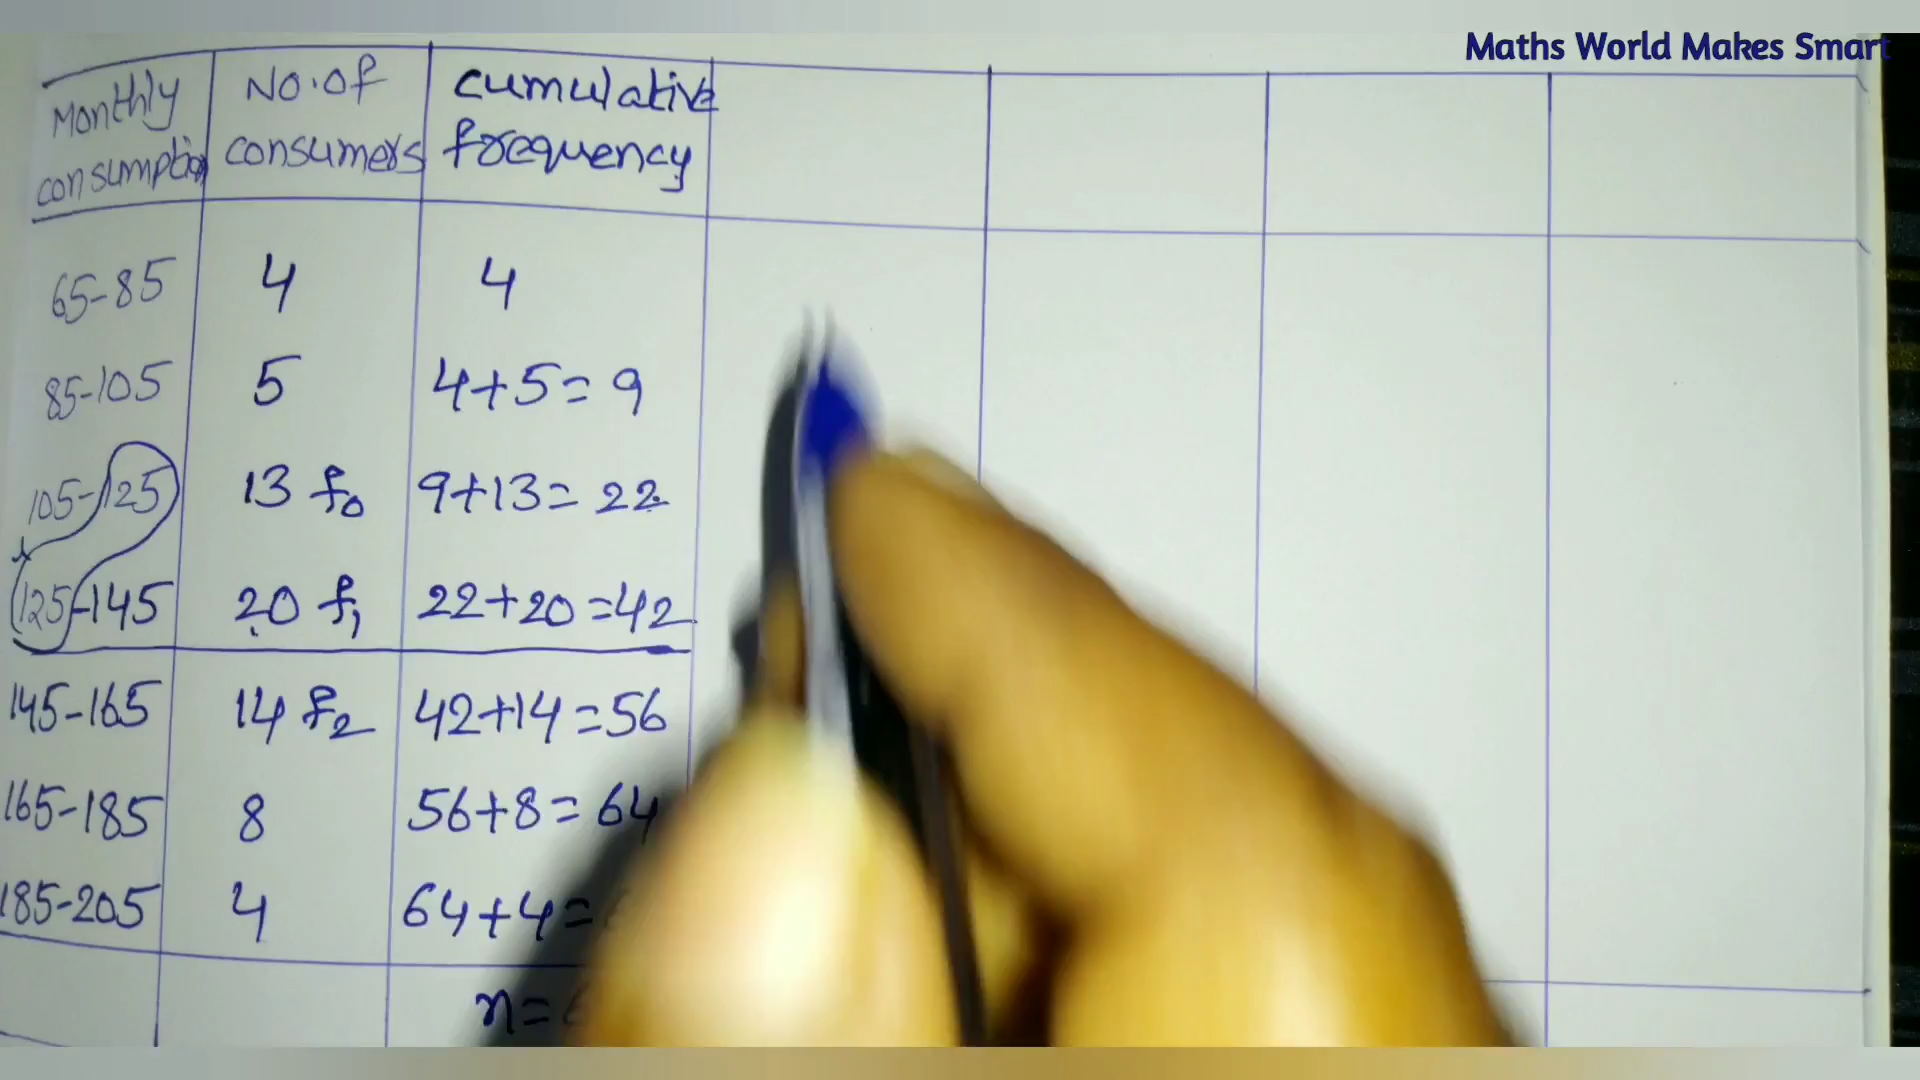 Maths World Makes Smart
Monthly consumption | No. of consumers | cumulative frequency
65-85 | 4 | 4
85-105 | 5 | 4+5= 9
105-125 | 13 f0 | 9+13= 22
125-145 | 20 f1 | 22+20 =42
145-165 | 14 f2 | 42+14 =56
165-185 | 8 | 56+8= 64
185-205 | 4 | 64+4=
n=